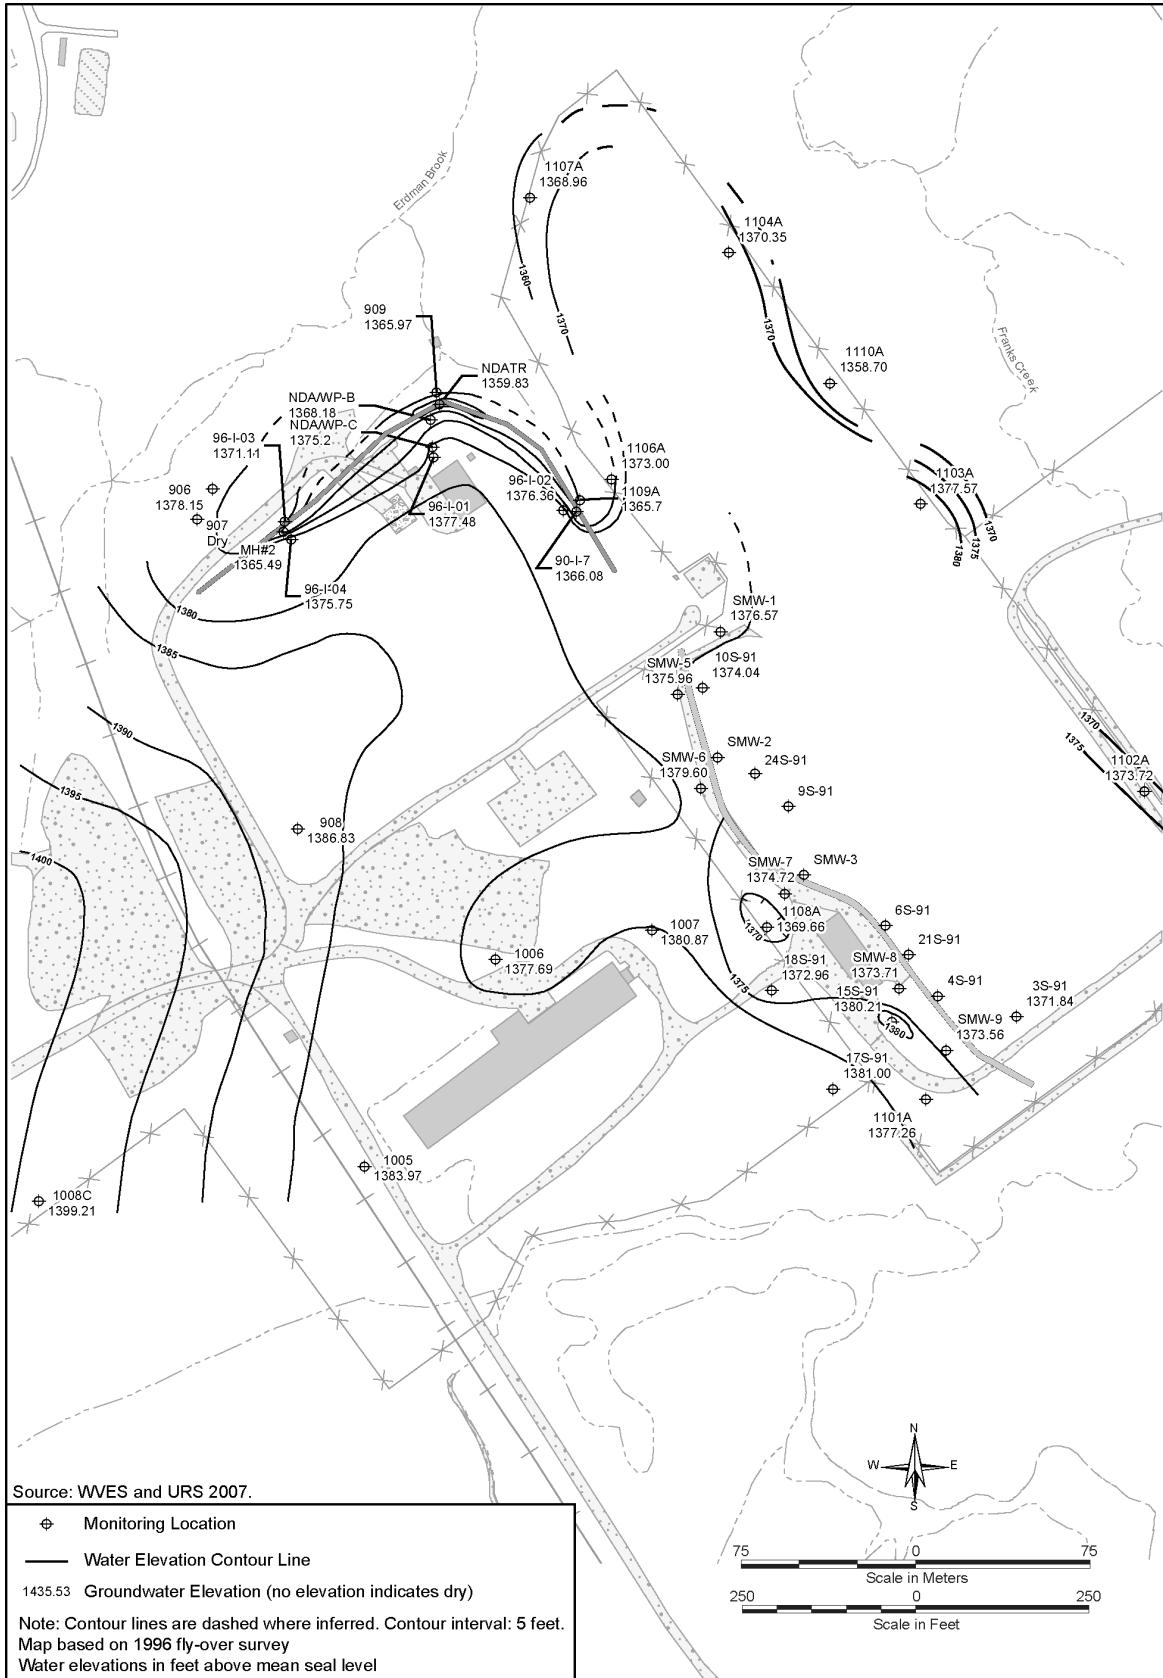 Erdman Brook
1107A
1368.96
1104A
1370.35
1360
1370
909
1365.97
1370
1110A
1358.70
Franks Creek
NDATR
1359.83
NDA/WP-B
1368.18
NDA/WP-C
1375.2
96-I-03
1371.11
1106A
1373.00
1103A
1377.57
906
1378.15
96-I-02
1376.36
1109A
1365.7
96-I-01
1377.48
907
Dry
1370
1375
1380
MH#2
1365.49
90-I-7
1366.08
96-I-04
1375.75
SMW-1
1376.57
1380
1385
SMW-5
1375.96
10S-91
1374.04
1390
1370
1375
SMW-2
SMW-6
1379.60
24S-91
1102A
1373.72
9S-91
1395
908
1386.83
1400
SMW-7
1374.72
SMW-3
1108A
1369.66
1370
6S-91
1007
1380.87
21S-91
1006
1377.69
18S-91
1372.96
SMW-8
1373.71
1375
15S-91
1380.21
4S-91
3S-91
1371.84
1380
SMW-9
1373.56
17S-91
1381.00
1101A
1377.26
1005
1383.97
1008C
1399.21
N
W
E
S
Source: WVES and URS 2007.
Monitoring Location
Water Elevation Contour Line
1435.53 Groundwater Elevation (no elevation indicates dry)
Note: Contour lines are dashed where inferred. Contour interval: 5 feet.
Map based on 1996 fly-over survey
Water elevations in feet above mean seal level
75 0 75
Scale in Meters
250 0 250
Scale in Feet